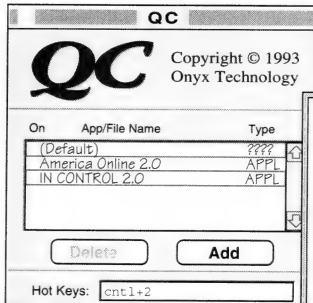 QC
QC
Copyright © 1993
Onyx Technology
On App/File Name Type
(Default) ????
America Online 2.0 APPL
IN CONTROL 2.0 APPL
Delete Add
Hot Keys: cntl+2